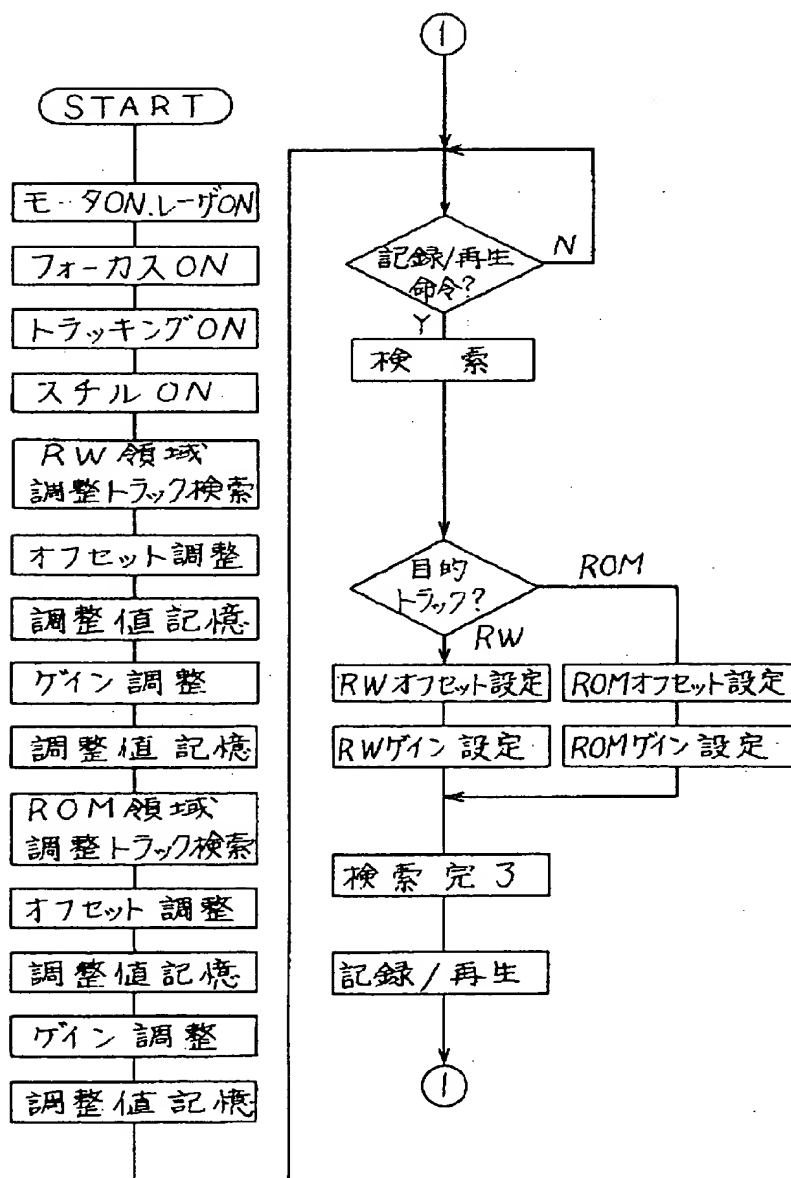 START
モータON.レーザON
フォーカスON
トラッキングON
スチルON
RW領域
調整トラック検索
オフセット調整
調整値記憶
ゲイン調整
調整値記憶
ROM領域
調整トラック検索
オフセット調整
調整値記憶
ゲイン調整
調整値記憶
1
記録/再生
命令?
N
Y
検索
目的
トラック?
ROM
RW
RWオフセット設定
ROMオフセット設定
RWゲイン設定
ROMゲイン設定
検索完了
記録/再生
1